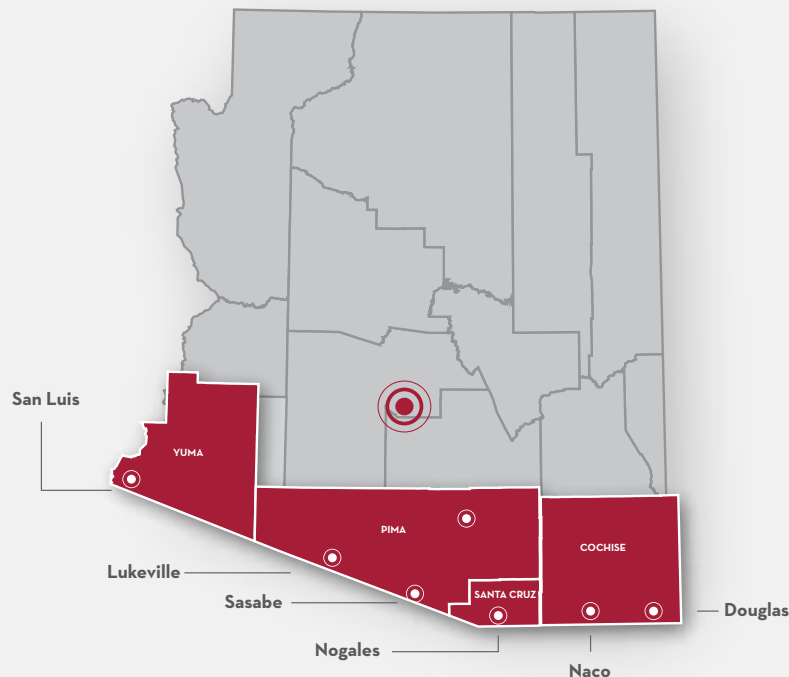 San Luis
YUMA
PIMA
COCHISE
Lukeville
SANTA CRUZ
Sasabe
Douglas
Nogales
Naco